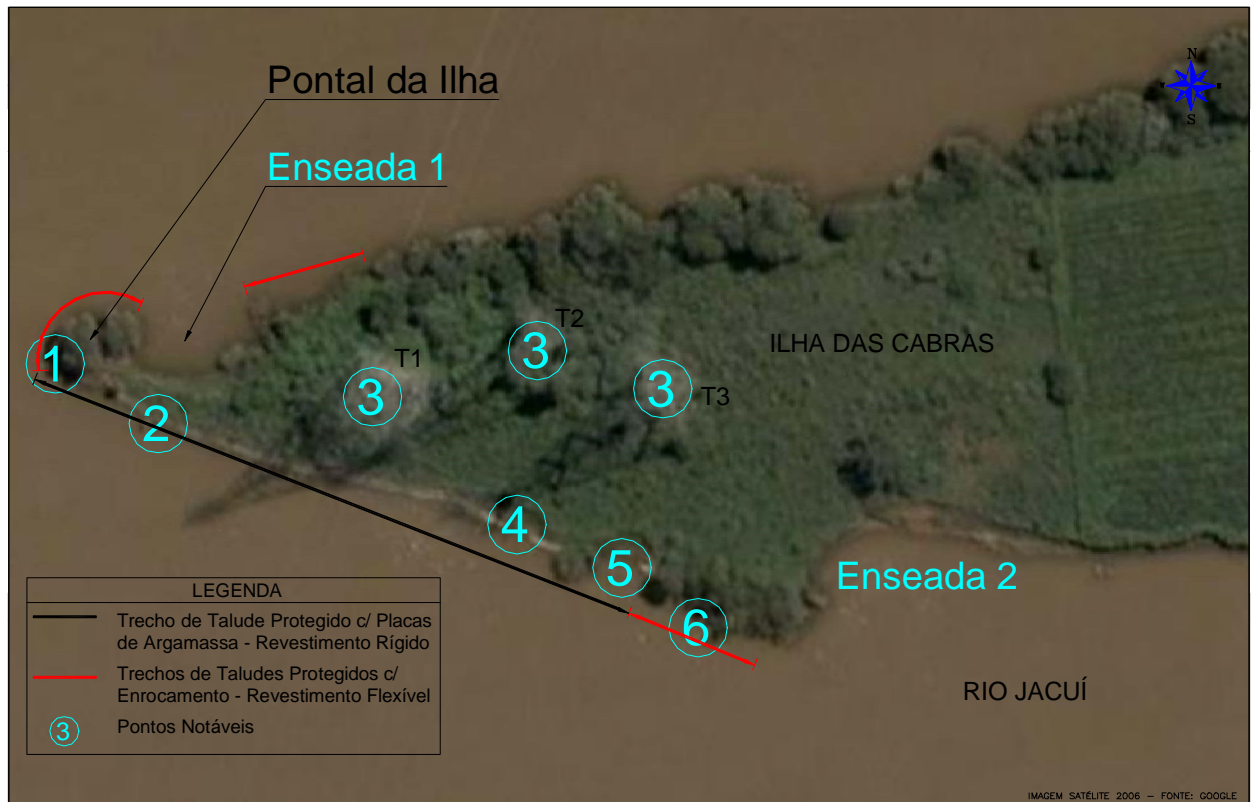 N
S
Pontal da Ilha
Enseada 1
T2
ILHA DAS CABRAS
1
3
T1
3
3
T3
2
4
5
Enseada 2
6
LEGENDA
Trecho de Talude Protegido c/ Placas
de Argamassa - Revestimento Rígido
Trechos de Taludes Protegidos c/
Enrocamento - Revestimento Flexível
3
Pontos Notáveis
RIO JACUÍ
IMAGEM SATÉLITE 2006 – FONTE: GOOGLE